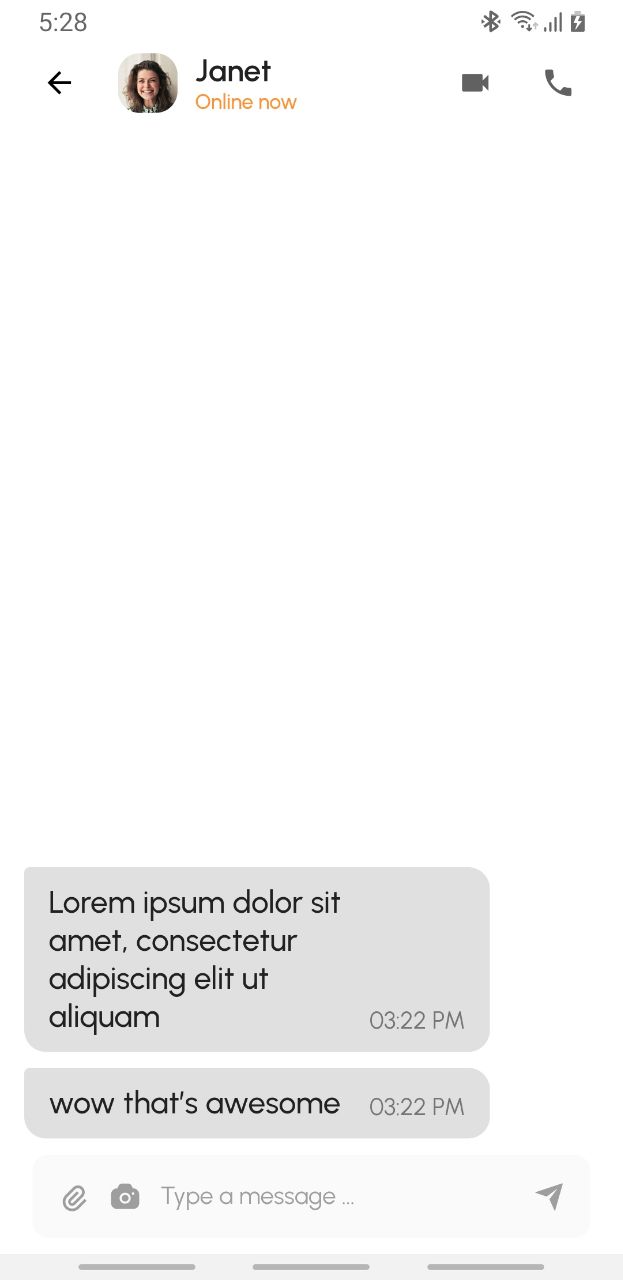 5:28
Janet
Online now
Lorem ipsum dolor sit
amet, consectetur
adipiscing elit ut
aliquam
03:22 PM
wow that's awesome
03:22 PM
Type a message ...